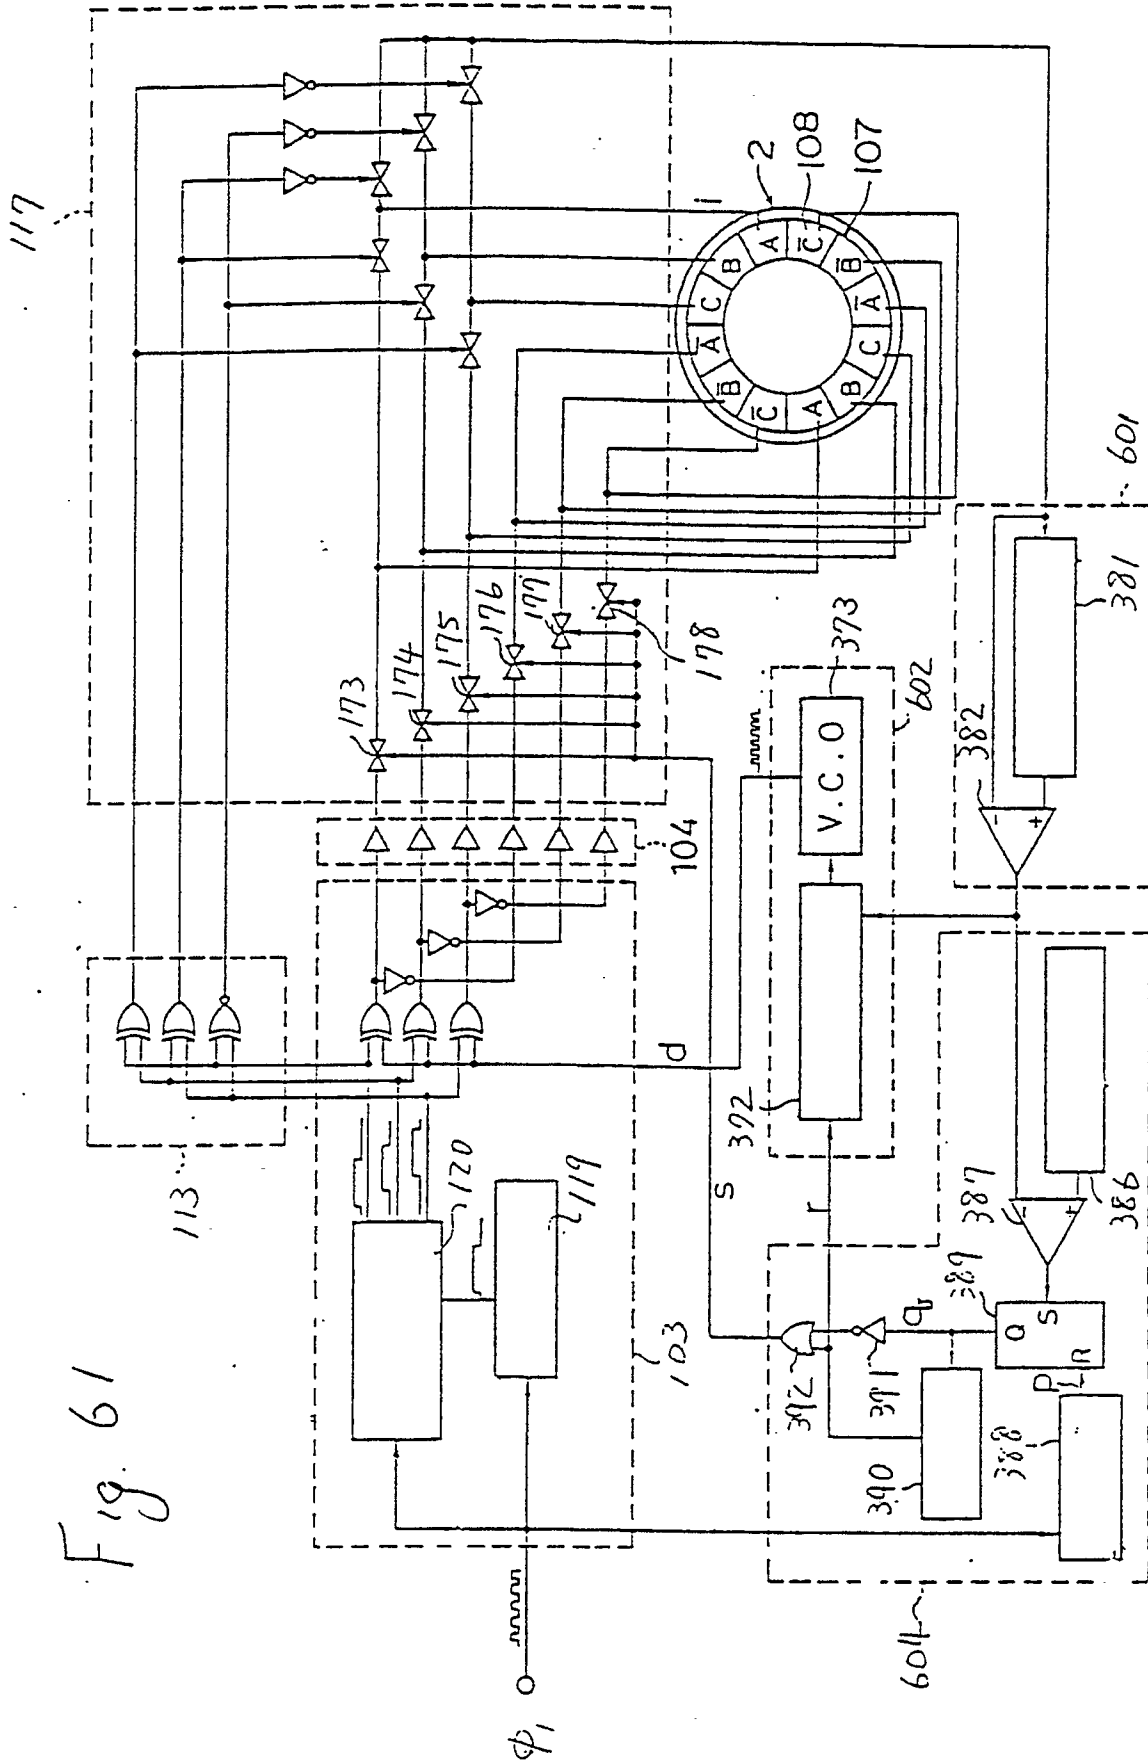 Fig. 61
117
113
173
174
175
176
177
178
104
120
119
103
φ1
i
2
108
107
A
B
C
A̅
B̅
C̅
A
B
C
A̅
B̅
C̅
d
s
r
q
p
V.C.O
373
372
602
601
381
382
-
+
386
387
-
+
389
Q
S
R
388
390
391
392
604